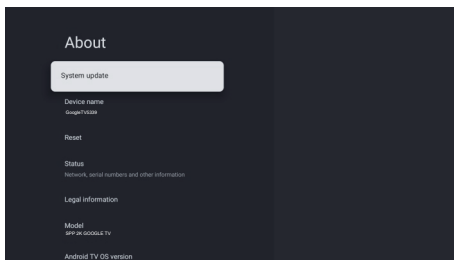 About
System update
Device name
GoogleTV5339
Reset
Status
Network, serial numbers and other information
Legal information
Model
SPP 2K GOOGLE TV
Android TV OS version